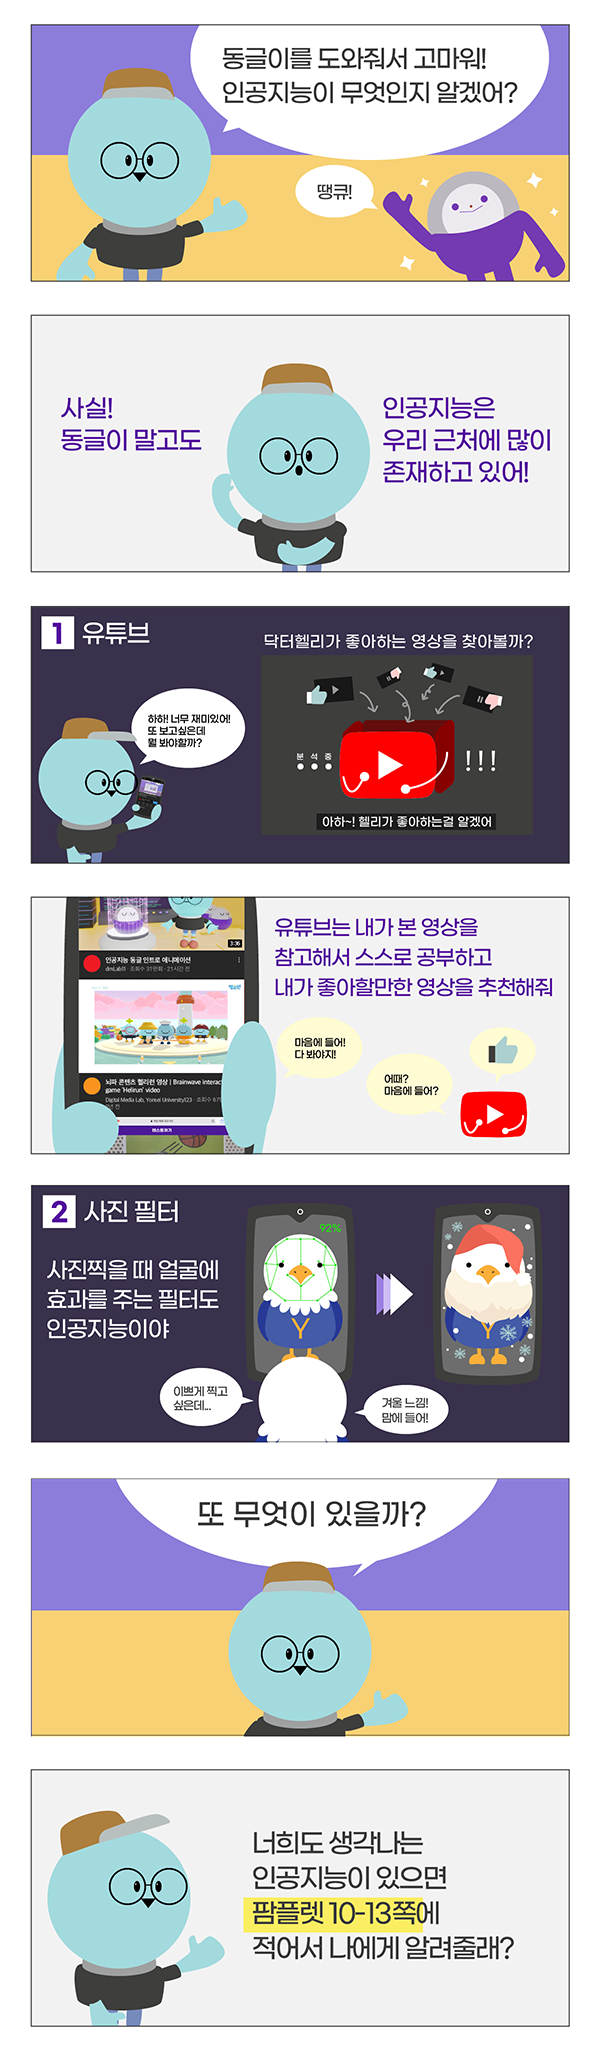 동글이를 도와줘서 고마워!
인공지능이 무엇인지 알겠어?
땡큐!
사실!
동글이 말고도
인공지능은
우리 근처에 많이
존재하고 있어!
1 유튜브
닥터헬리가 좋아하는 영상을 찾아볼까?
하하! 너무 재미있어!
또 보고싶은데
뭘 봐야할까?
분석중
!!!
아하~! 헬리가 좋아하는걸 알겠어
유튜브는 내가 본 영상을
참고해서 스스로 공부하고
내가 좋아할만한 영상을 추천해줘
3:36
인공지능 동글 인트로 애니메이션
dmLab15 · 조회수 31만회 · 21시간 전
뇌파 콘텐츠 헬리런 영상 | Brainwave interac
game 'Helirun' video
Digital Media Lab, Yonsei University123 · 조회수 67
마음에 들어!
다 봐야지!
어때?
마음에 들어?
2 사진 필터
92%
사진찍을 때 얼굴에
효과를 주는 필터도
인공지능이야
이쁘게 찍고
싶은데...
겨울 느낌!
맘에 들어!
또 무엇이 있을까?
너희도 생각나는
인공지능이 있으면
팜플렛 10-13쪽에
적어서 나에게 알려줄래?